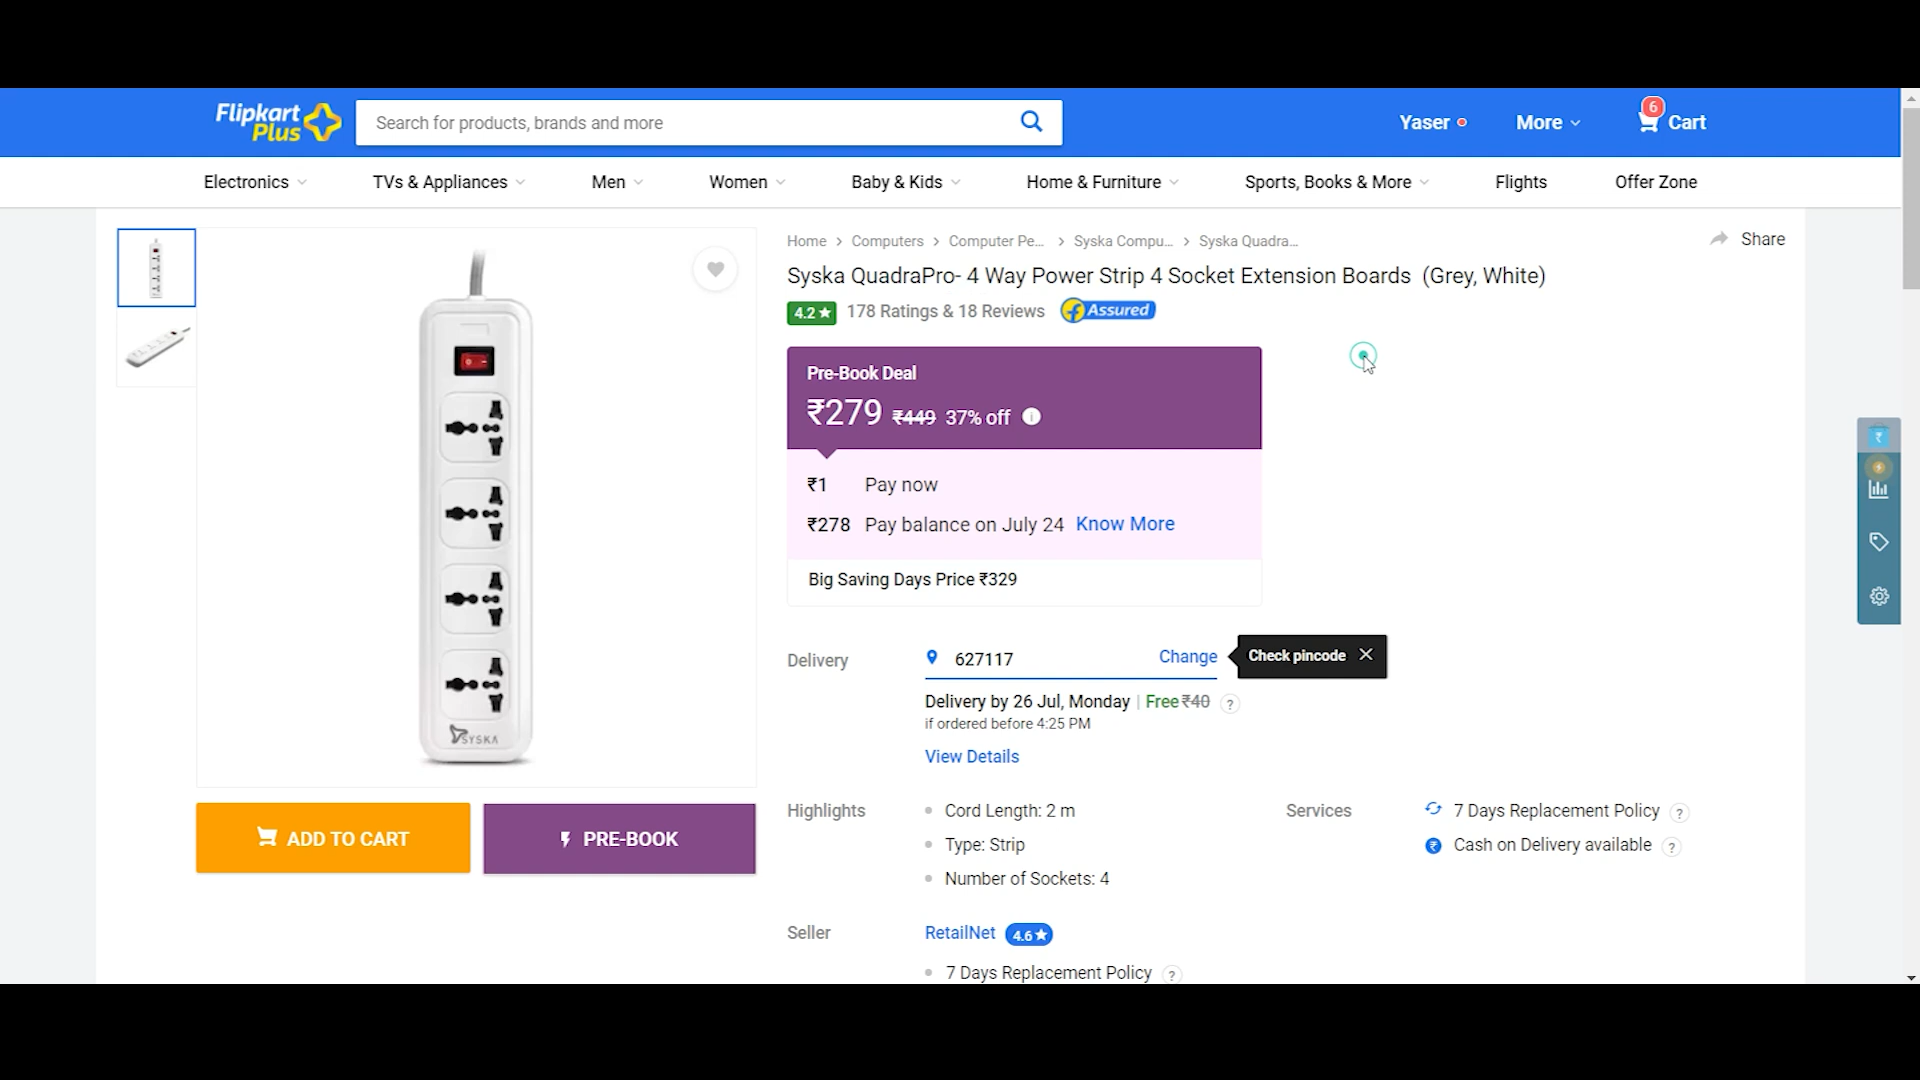 Flipkart
Plus
Search for products, brands and more
Yaser
More
6
Cart
Electronics
TVs & Appliances
Men
Women
Baby & Kids
Home & Furniture
Sports, Books & More
Flights
Offer Zone
Home > Computers > Computer Pe... > Syska Compu... > Syska Quadra...
Share
Syska QuadraPro- 4 Way Power Strip 4 Socket Extension Boards (Grey, White)
4.2★ 178 Ratings & 18 Reviews f Assured
Pre-Book Deal
₹279 ₹449 37% off i
₹1 Pay now
₹278 Pay balance on July 24 Know More
Big Saving Days Price ₹329
SYSKA
ADD TO CART
PRE-BOOK
Delivery
627117
Change
Check pincode
Delivery by 26 Jul, Monday | Free ₹40 ?
if ordered before 4:25 PM
View Details
Highlights
• Cord Length: 2 m
• Type: Strip
• Number of Sockets: 4
Services
7 Days Replacement Policy ?
₹ Cash on Delivery available ?
Seller
RetailNet 4.6★
• 7 Days Replacement Policy ?
₹